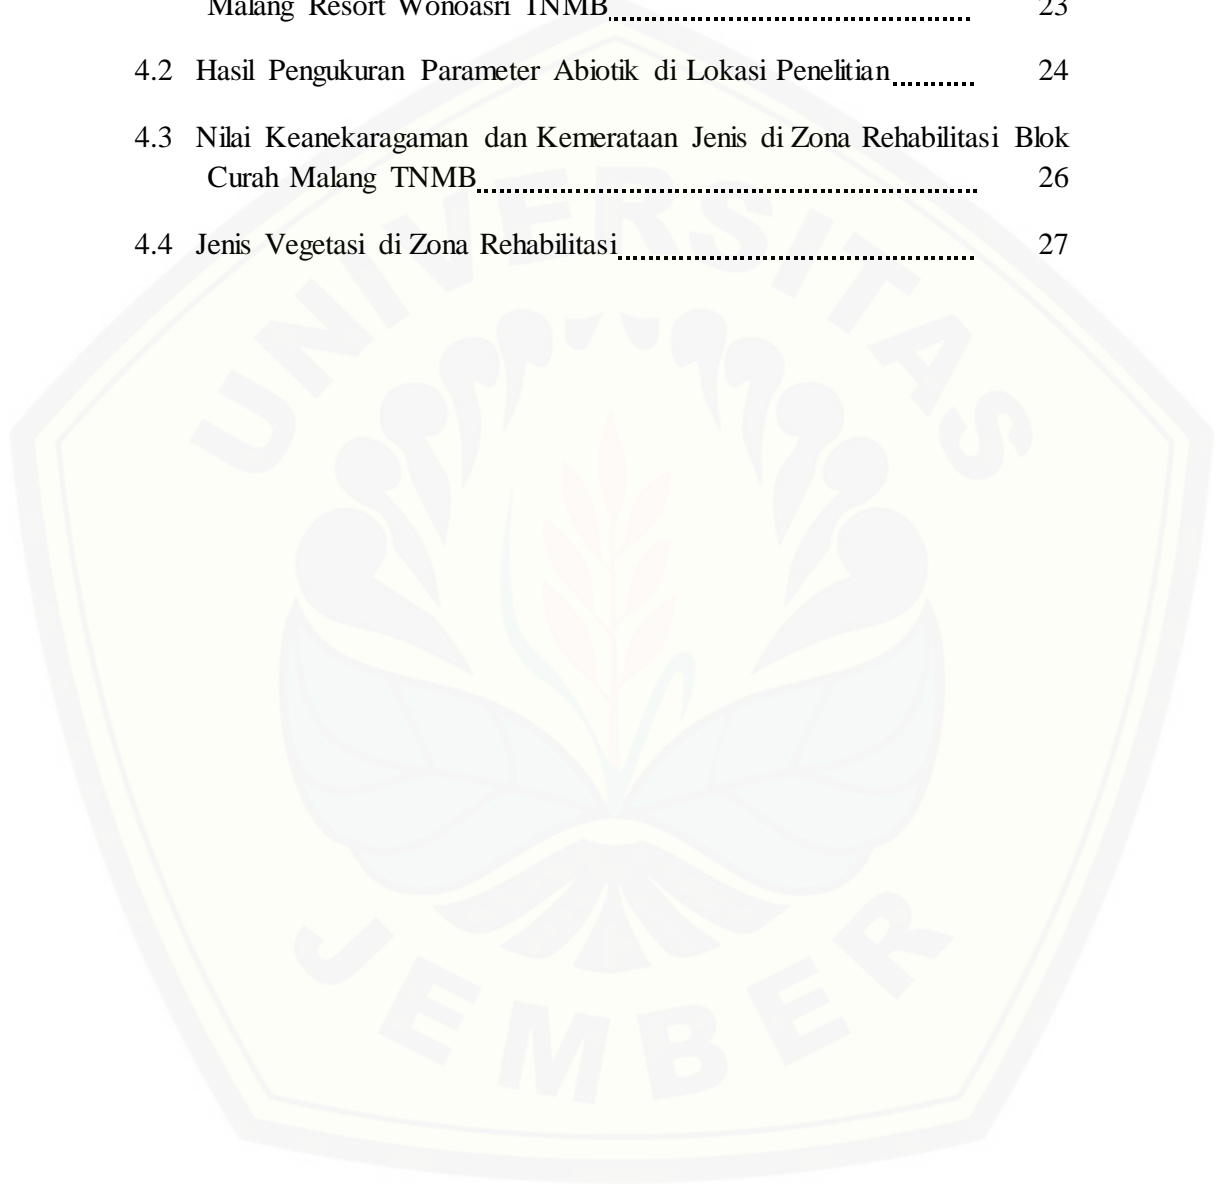 Malang Resort Wonoasri TNMB 23
4.2 Hasil Pengukuran Parameter Abiotik di Lokasi Penelitian 24
4.3 Nilai Keanekaragaman dan Kemerataan Jenis di Zona Rehabilitasi Blok
Curah Malang TNMB 26
4.4 Jenis Vegetasi di Zona Rehabilitasi 27
UNIVERSITAS
JEMBER